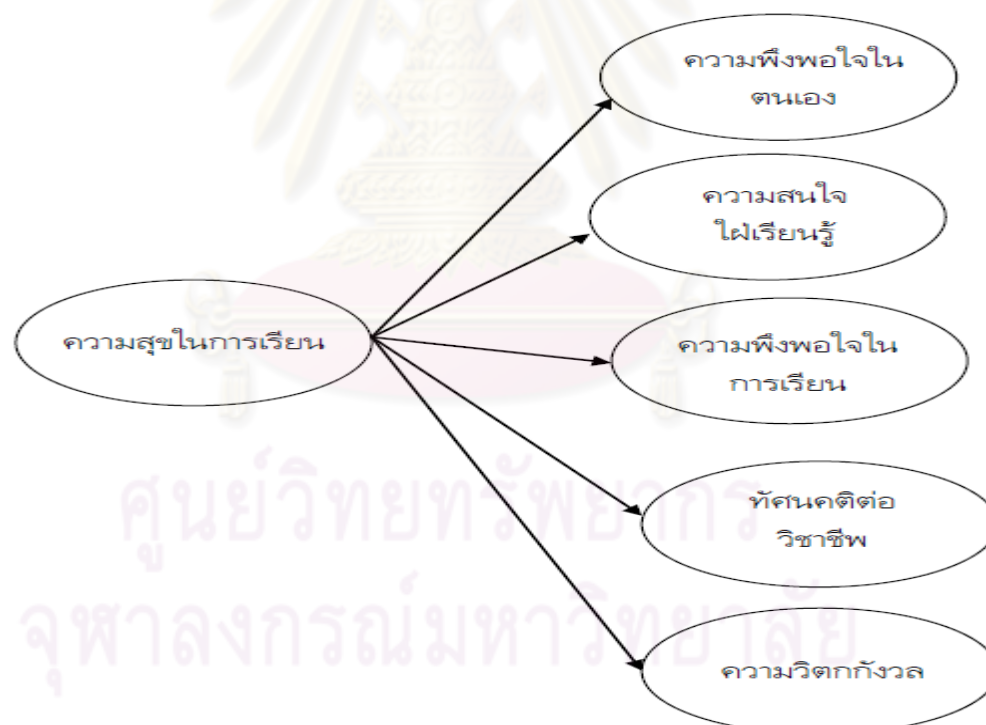 ความพึงพอใจใน
ตนเอง
ความสนใจ
ใฝ่เรียนรู้
ความสุขในการเรียน
ความพึงพอใจใน
การเรียน
ทัศนคติต่อ
วิชาชีพ
ความวิตกกังวล
ศูนย์วิทยทรัพยากร
จุฬาลงกรณ์มหาวิทยาลัย